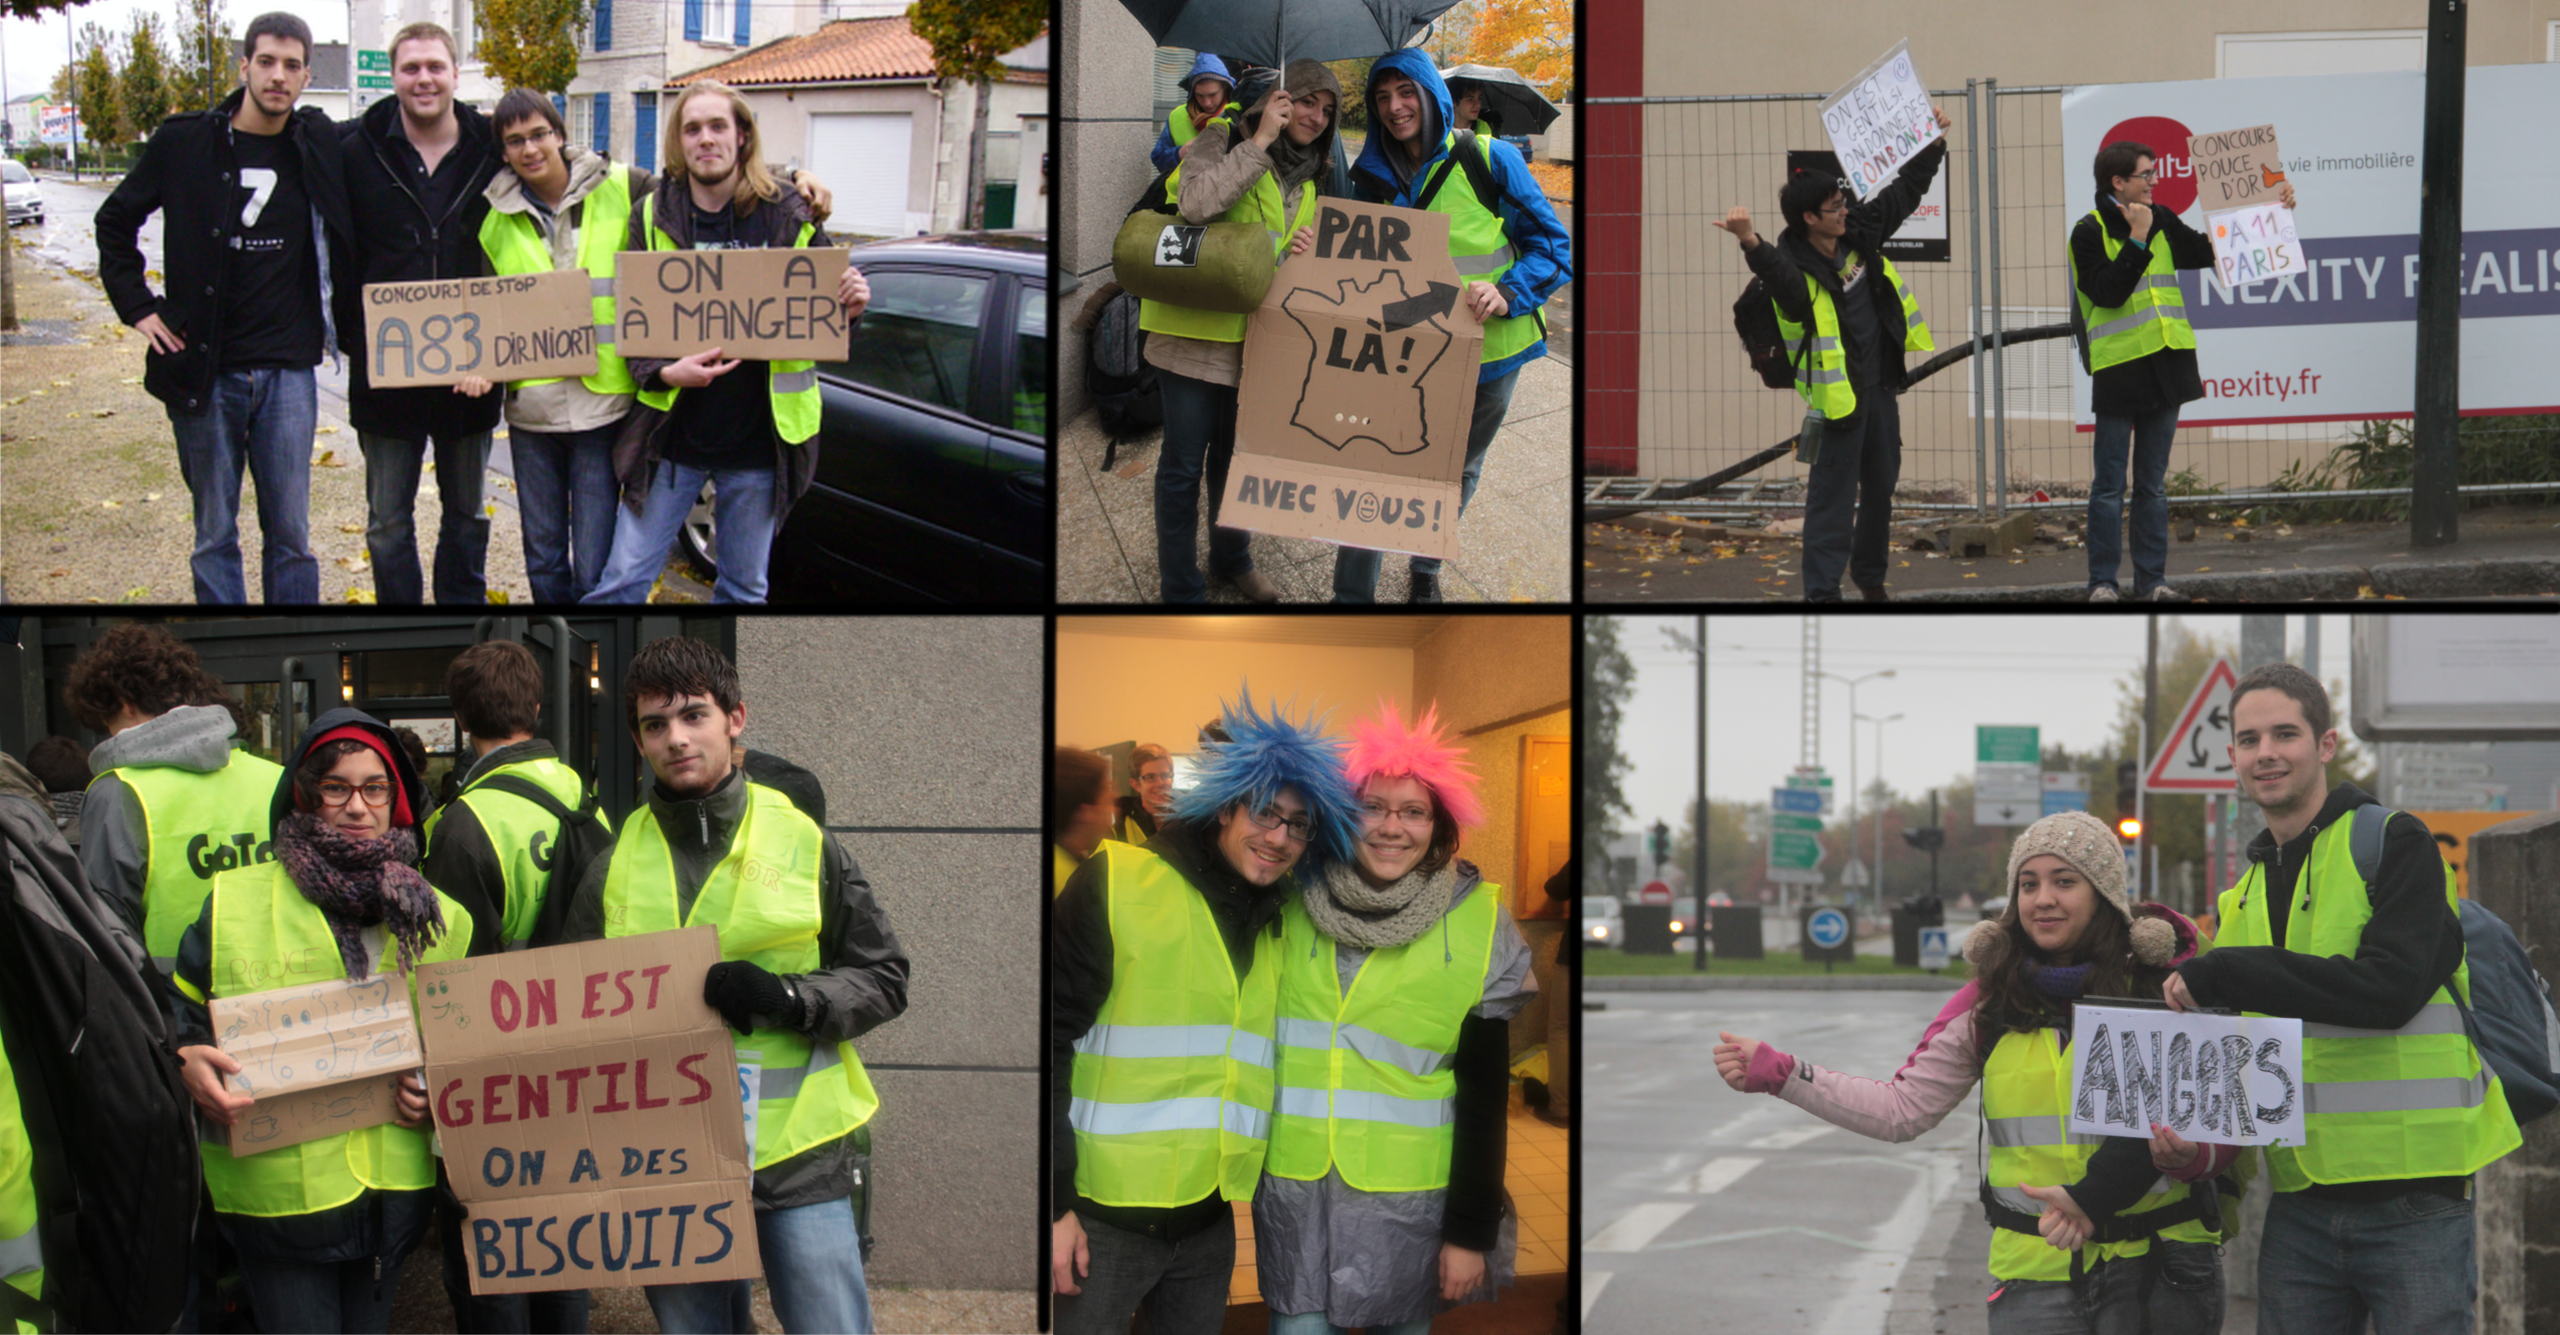 7
CONCOURS DE STOP
A83 DIR NIORT
ON A
À MANGER!
PAR
LÀ!
...
AVEC VOUS!
ON EST
GENTILS!
ON DONNE DES
BONBONS
CONCOURS
POUCE
D'OR
A 11
PARIS
vie immobilière
NEXITY REALIS
nexity.fr
GoTo
POUCE
LE
D'OR
ON EST
GENTILS
ON A DES
BISCUITS
ANGERS